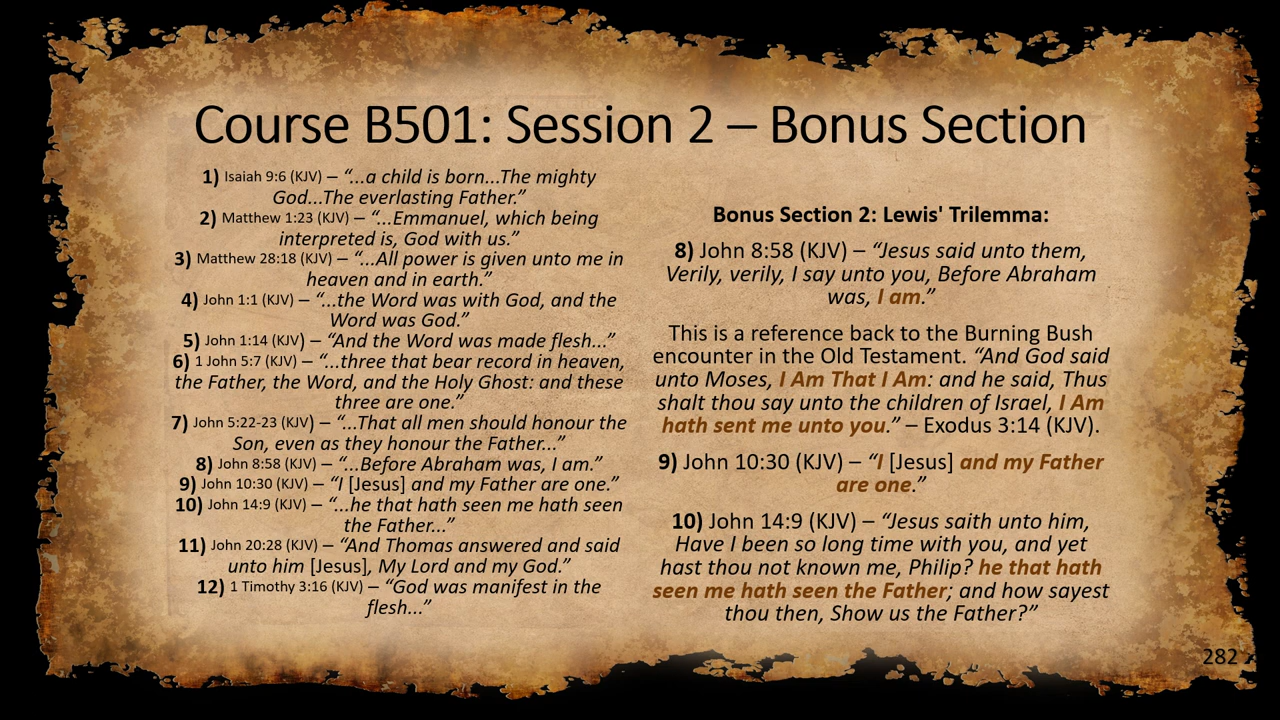 Course B501: Session 2 – Bonus Section
1) Isaiah 9:6 (KJV) – “…a child is born…The mighty
God…The everlasting Father.”
2) Matthew 1:23 (KJV) – “…Emmanuel, which being
interpreted is, God with us.”
3) Matthew 28:18 (KJV) – “…All power is given unto me in
heaven and in earth.”
4) John 1:1 (KJV) – “…the Word was with God, and the
Word was God.”
5) John 1:14 (KJV) – “And the Word was made flesh…”
6) 1 John 5:7 (KJV) – “…three that bear record in heaven,
the Father, the Word, and the Holy Ghost: and these
three are one.”
7) John 5:22-23 (KJV) – “…That all men should honour the
Son, even as they honour the Father…”
8) John 8:58 (KJV) – “…Before Abraham was, I am.”
9) John 10:30 (KJV) – “I [Jesus] and my Father are one.”
10) John 14:9 (KJV) – “…he that hath seen me hath seen
the Father…”
11) John 20:28 (KJV) – “And Thomas answered and said
unto him [Jesus], My Lord and my God.”
12) 1 Timothy 3:16 (KJV) – “God was manifest in the
flesh…”
Bonus Section 2: Lewis' Trilemma:
8) John 8:58 (KJV) – “Jesus said unto them,
Verily, verily, I say unto you, Before Abraham
was, I am.”
This is a reference back to the Burning Bush
encounter in the Old Testament. “And God said
unto Moses, I Am That I Am: and he said, Thus
shalt thou say unto the children of Israel, I Am
hath sent me unto you.” – Exodus 3:14 (KJV).
9) John 10:30 (KJV) – “I [Jesus] and my Father
are one.”
10) John 14:9 (KJV) – “Jesus saith unto him,
Have I been so long time with you, and yet
hast thou not known me, Philip? he that hath
seen me hath seen the Father; and how sayest
thou then, Show us the Father?”
282